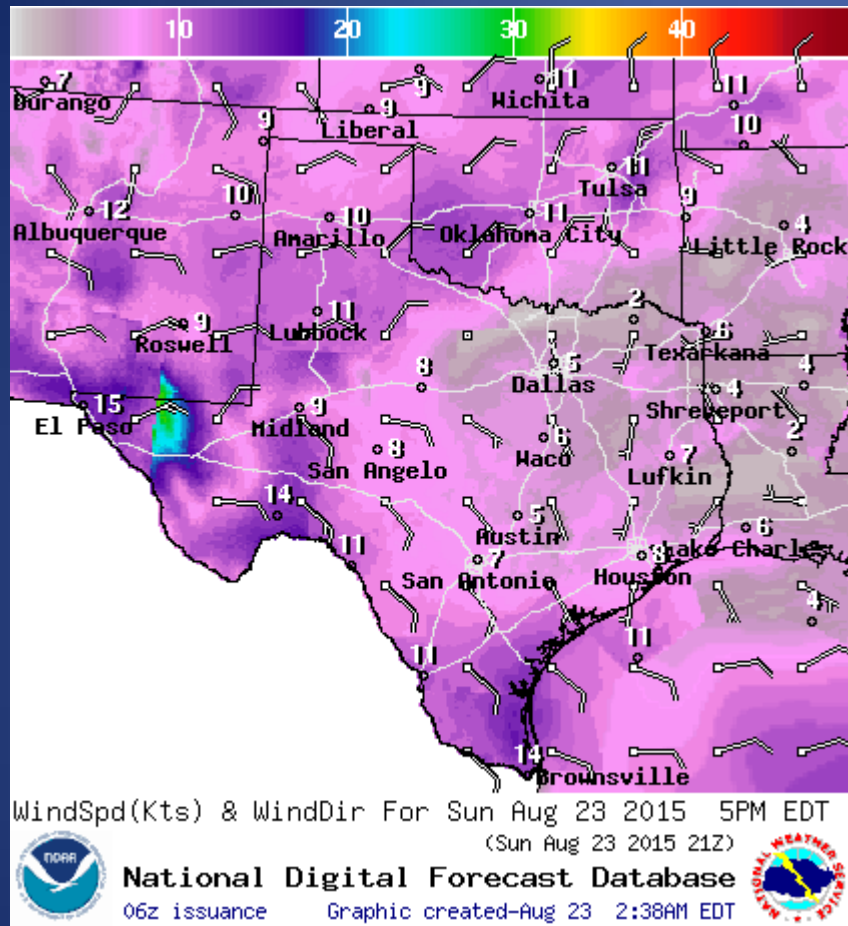 10 20 30 40
7 9 11 11
Durango Wichita
Liberal 9
9 10
11
Tulsa
12 10 10 11 9 4
Albuquerque Amarillo Oklahoma City Little Rock
9 11 2 6
Roswell Lubbock Texarkana
8 5
Dallas 4
15 9 Shreveport
El Paso Midland
8 6 7 2
San Angelo Waco Lufkin
14 5 6
Austin
11 7 8 Lake Charles
San Antonio Houston
4
11 11
14
Brownsville
WindSpd(Kts) & WindDir For Sun Aug 23 2015 5PM EDT
(Sun Aug 23 2015 21Z)
NOAA
National Digital Forecast Database
NATIONAL WEATHER SERVICE
06z issuance Graphic created-Aug 23 2:38AM EDT